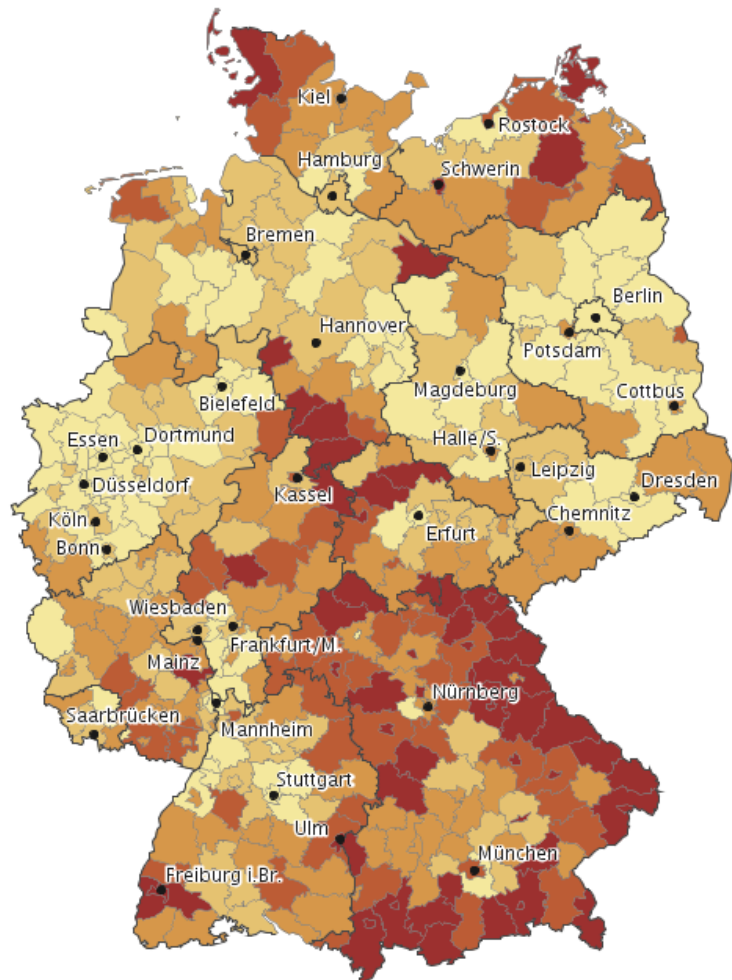 Kiel
Rostock
Hamburg
Schwerin
Bremen
Berlin
Hannover
Potsdam
Magdeburg
Bielefeld
Cottbus
Essen
Dortmund
Halle/S.
Leipzig
Düsseldorf
Kassel
Dresden
Köln
Chemnitz
Erfurt
Bonn
Wiesbaden
Frankfurt/M.
Mainz
Nürnberg
Saarbrücken
Mannheim
Stuttgart
Ulm
München
Freiburg i.Br.